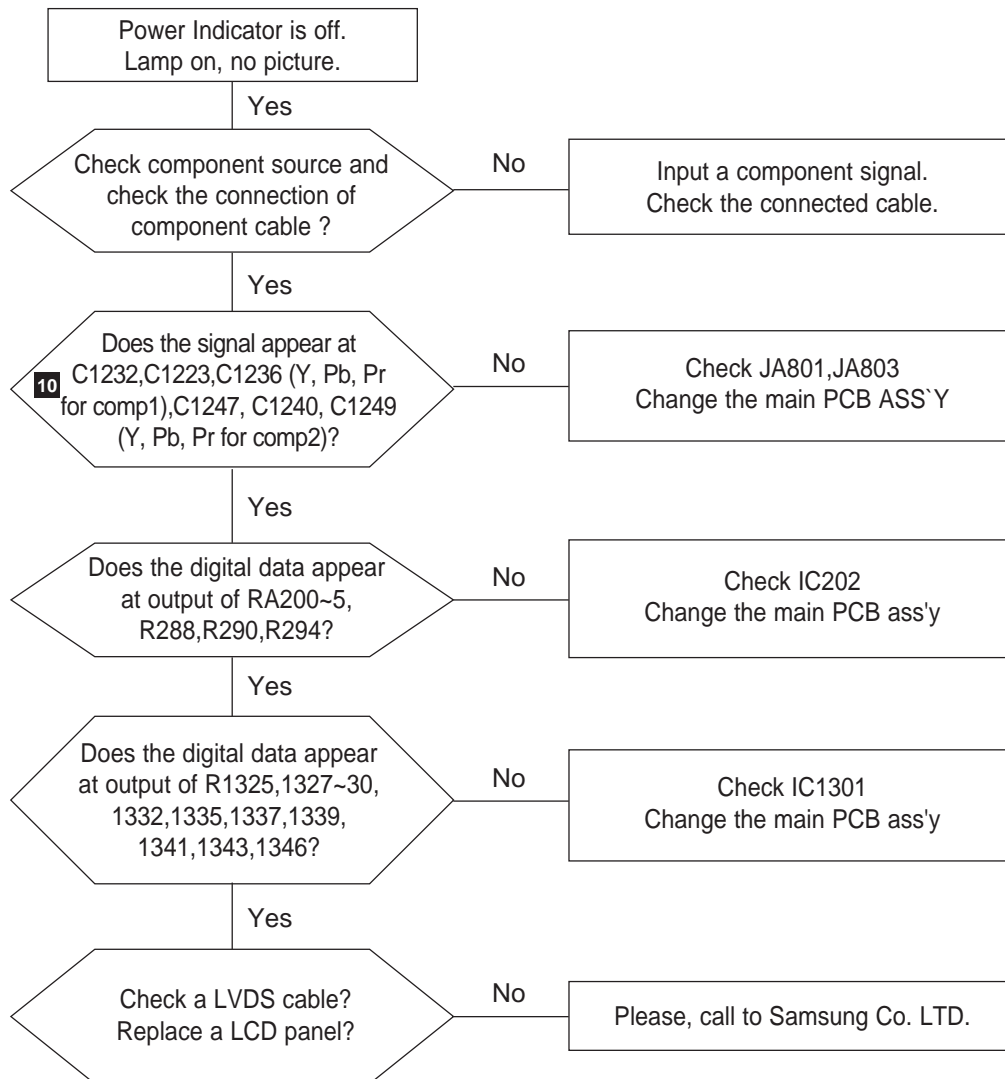 Power Indicator is off.
Lamp on, no picture.
Yes
Check component source and
check the connection of
component cable ?
No
Input a component signal.
Check the connected cable.
Yes
Does the signal appear at
10 C1232,C1223,C1236 (Y, Pb, Pr
for comp1),C1247, C1240, C1249
(Y, Pb, Pr for comp2)?
No
Check JA801,JA803
Change the main PCB ASS`Y
Yes
Does the digital data appear
at output of RA200~5,
R288,R290,R294?
No
Check IC202
Change the main PCB ass'y
Yes
Does the digital data appear
at output of R1325,1327~30,
1332,1335,1337,1339,
1341,1343,1346?
No
Check IC1301
Change the main PCB ass'y
Yes
Check a LVDS cable?
Replace a LCD panel?
No
Please, call to Samsung Co. LTD.